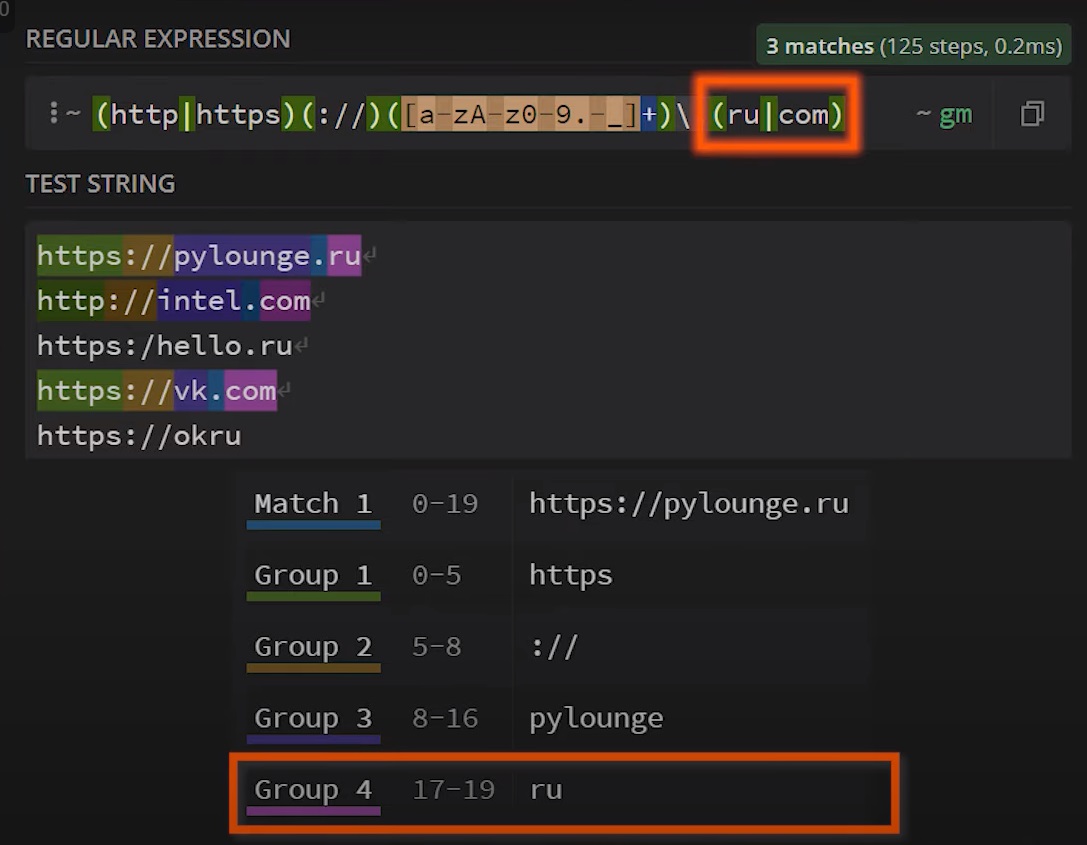 0
REGULAR EXPRESSION
3 matches (125 steps, 0.2ms)
⋮ ~ (http|https)(://)([a-zA-z0-9.-_]+)\ (ru|com) ~ gm
TEST STRING
https://pylounge.ru↵
http://intel.com↵
https:/hello.ru↵
https://vk.com↵
https://okru
Match 1 0-19 https://pylounge.ru
Group 1 0-5 https
Group 2 5-8 ://
Group 3 8-16 pylounge
Group 4 17-19 ru